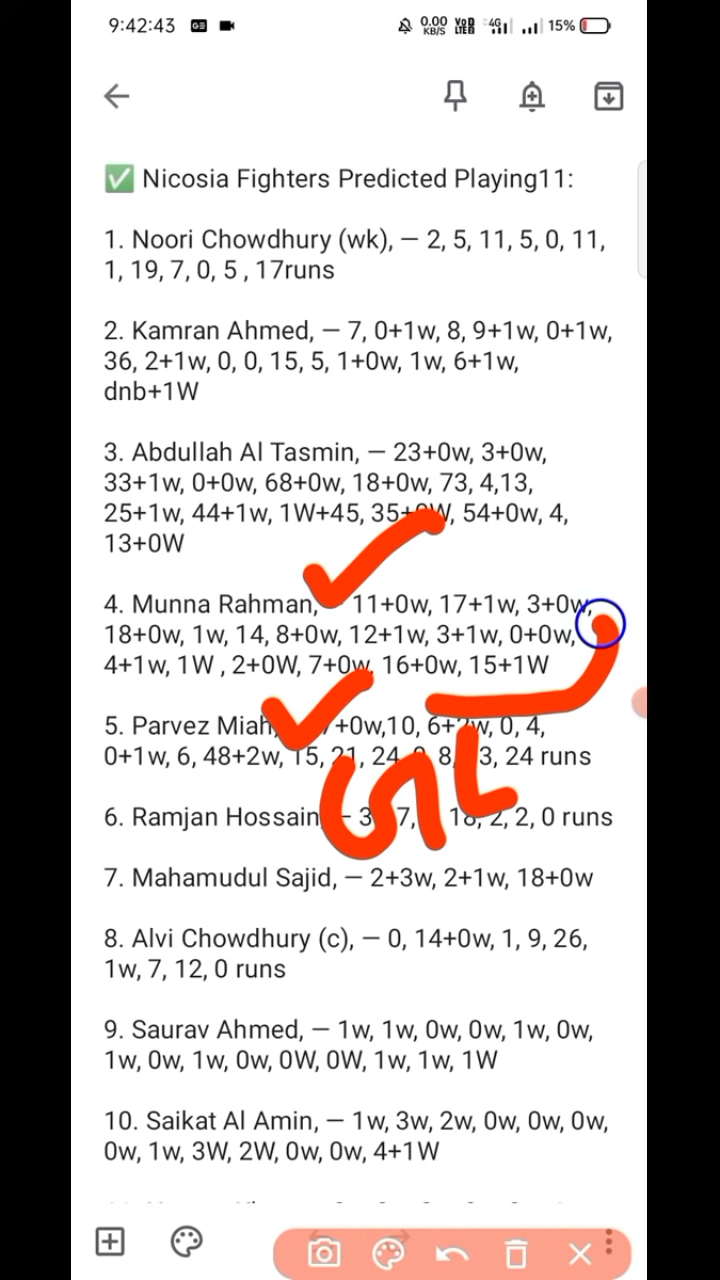 9:42:43
0.00 KB/S
VoD LTE2
4G
15%
✅ Nicosia Fighters Predicted Playing11:
1. Noori Chowdhury (wk), — 2, 5, 11, 5, 0, 11,
1, 19, 7, 0, 5 , 17runs
2. Kamran Ahmed, — 7, 0+1w, 8, 9+1w, 0+1w,
36, 2+1w, 0, 0, 15, 5, 1+0w, 1w, 6+1w,
dnb+1W
3. Abdullah Al Tasmin, — 23+0w, 3+0w,
33+1w, 0+0w, 68+0w, 18+0w, 73, 4,13,
25+1w, 44+1w, 1W+45, 54+0w, 4,
13+0W
4. Munna Rahman, 11+0w, 17+1w, 3+0w,
18+0w, 1w, 14, 8+0w, 12+1w, 3+1w, 0+0w,
4+1w, 1W , 2+0W, 7+0w, 16+0w, 15+1W
5. Parvez Miah, +0w,10, 0, 4,
0+1w, 6, 48+2w, 15, 21, 24, 24 runs
6. Ramjan Hossain, 18, 2, 2, 0 runs
7. Mahamudul Sajid, — 2+3w, 2+1w, 18+0w
8. Alvi Chowdhury (c), — 0, 14+0w, 1, 9, 26,
1w, 7, 12, 0 runs
9. Saurav Ahmed, — 1w, 1w, 0w, 0w, 1w, 0w,
1w, 0w, 1w, 0w, 0W, 0W, 1w, 1w, 1W
10. Saikat Al Amin, — 1w, 3w, 2w, 0w, 0w, 0w,
0w, 1w, 3W, 2W, 0w, 0w, 4+1W